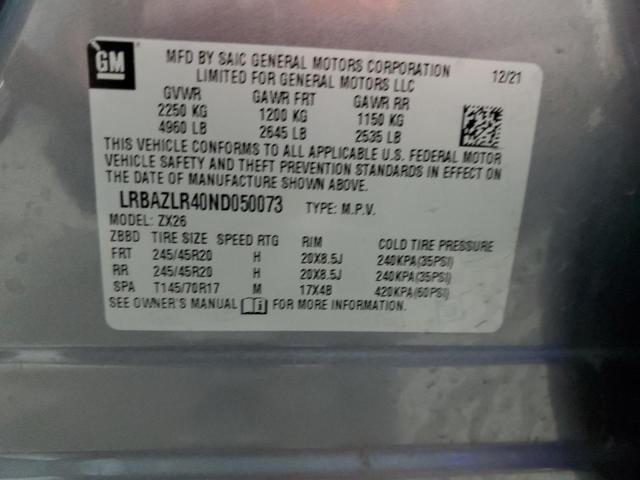 GM
MFD BY SAIC GENERAL MOTORS CORPORATION 12/21
LIMITED FOR GENERAL MOTORS LLC
GVWR GAWR FRT GAWR RR
2250 KG 1200 KG 1150 KG
4960 LB 2645 LB 2535 LB
THIS VEHICLE CONFORMS TO ALL APPLICABLE U.S. FEDERAL MOTOR
VEHICLE SAFETY AND THEFT PREVENTION STANDARDS IN EFFECT ON
THE DATE OF MANUFACTURE SHOWN ABOVE.
LRBAZLR40ND050073 TYPE: M.P.V.
MODEL: ZX26
ZBBD TIRE SIZE SPEED RTG RIM COLD TIRE PRESSURE
FRT 245/45R20 H 20X8.5J 240KPA(35PSI)
RR 245/45R20 H 20X8.5J 240KPA(35PSI)
SPA T145/70R17 M 17X4B 420KPA(60PSI)
SEE OWNER'S MANUAL FOR MORE INFORMATION.